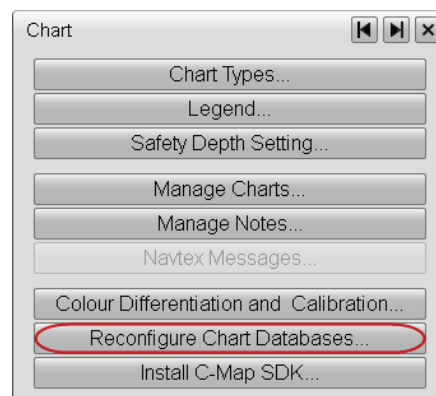 Chart
Chart Types...
Legend...
Safety Depth Setting...
Manage Charts...
Manage Notes...
Navtex Messages...
Colour Differentiation and Calibration...
Reconfigure Chart Databases...
Install C-Map SDK...